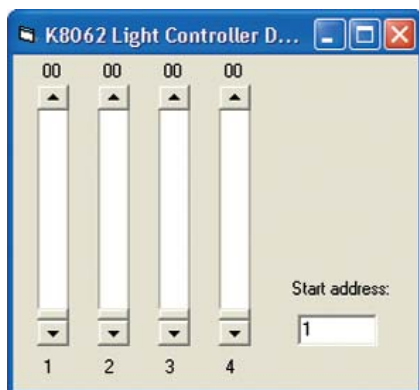 K8062 Light Controller D...
00 00 00 00
Start address:
1
1 2 3 4